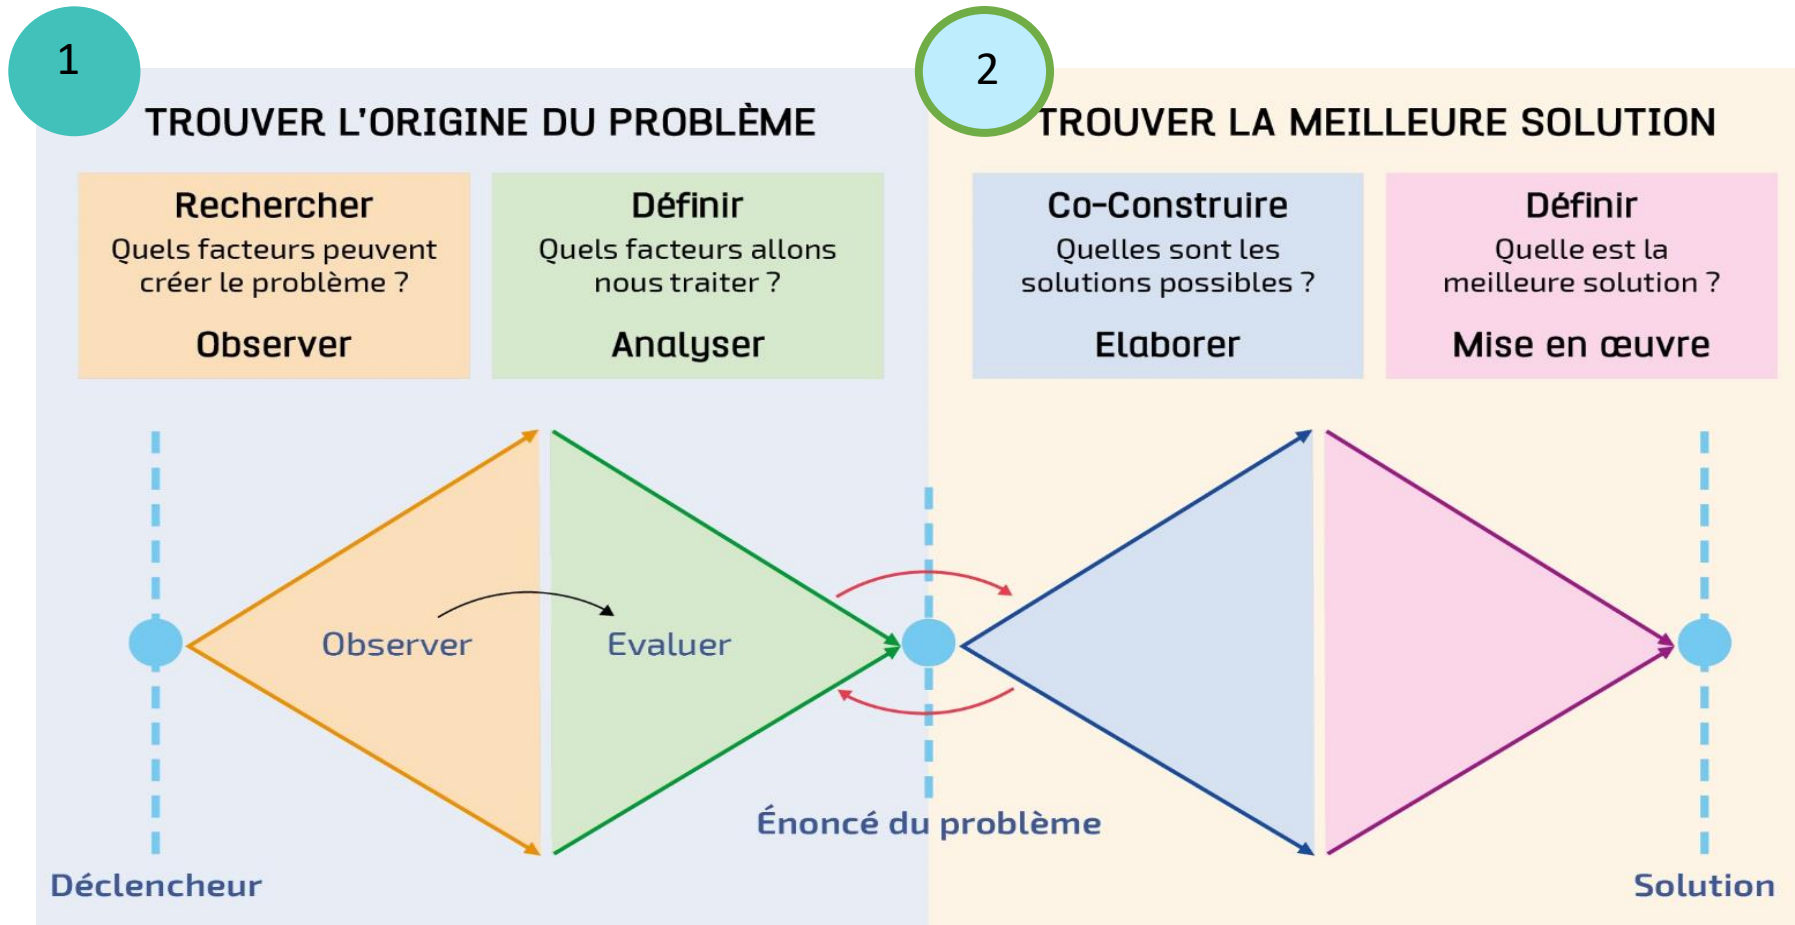 1
2
TROUVER L'ORIGINE DU PROBLÈME
TROUVER LA MEILLEURE SOLUTION
Rechercher
Quels facteurs peuvent
créer le problème ?
Observer
Définir
Quels facteurs allons
nous traiter ?
Analyser
Co-Construire
Quelles sont les
solutions possibles ?
Elaborer
Définir
Quelle est la
meilleure solution ?
Mise en œuvre
Observer
Evaluer
Énoncé du problème
Déclencheur
Solution